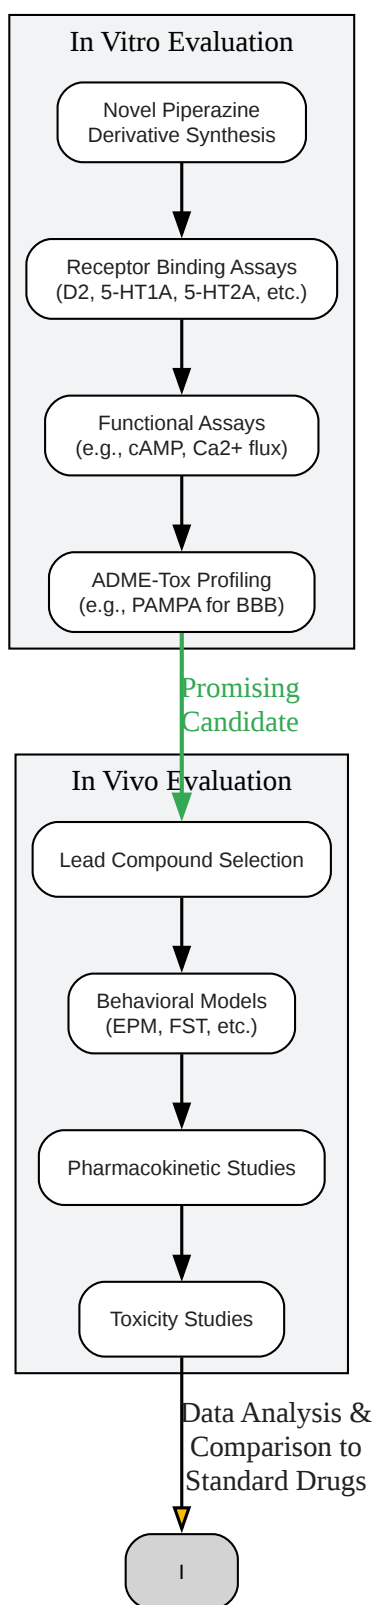 In Vitro Evaluation
Novel Piperazine
Derivative Synthesis
Receptor Binding Assays
(D2, 5-HT1A, 5-HT2A, etc.)
Functional Assays
(e.g., cAMP, Ca2+ flux)
ADME-Tox Profiling
(e.g., PAMPA for BBB)
Promising
Candidate
In Vivo Evaluation
Lead Compound Selection
Behavioral Models
(EPM, FST, etc.)
Pharmacokinetic Studies
Toxicity Studies
Data Analysis &
Comparison to
Standard Drugs
I